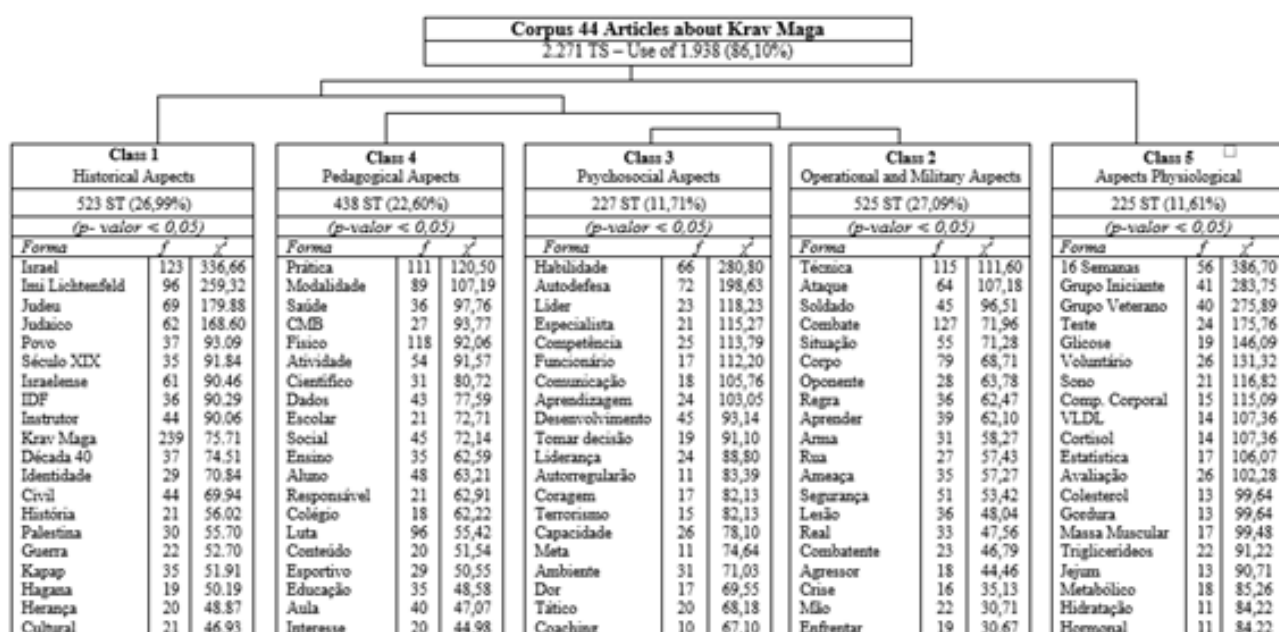 Corpus 44 Articles about Krav Maga
2.271 TS – Use of 1.938 (86,10%)
Class 1
Historical Aspects
523 ST (26,99%)
(p- valor < 0,05)
Forma f χ²
Israel 123 336,66
Imi Lichtenfeld 96 259,32
Judeu 69 179.88
Judaico 62 168.60
Povo 37 93.09
Século XIX 35 91.84
Israelense 61 90.46
IDF 36 90.29
Instrutor 44 90.06
Krav Maga 239 75.71
Década 40 37 74.51
Identidade 29 70.84
Civil 44 69.94
História 21 56.02
Palestina 30 55.70
Guerra 22 52.70
Kapap 35 51.91
Hagana 19 50.19
Herança 20 48.87
Cultural 21 46.93
Class 4
Pedagogical Aspects
438 ST (22,60%)
(p-valor < 0,05)
Forma f χ²
Prática 111 120,50
Modalidade 89 107,19
Saúde 36 97,76
CMB 27 93,77
Físico 118 92,06
Atividade 54 91,57
Científico 31 80,72
Dados 43 77,59
Escolar 21 72,71
Social 45 72,14
Ensino 35 62,59
Aluno 48 63,21
Responsável 21 62,91
Colégio 18 62,22
Luta 96 55,42
Conteúdo 20 51,54
Esportivo 29 50,55
Educação 35 48,58
Aula 40 47,07
Interesse 20 44,98
Class 3
Psychosocial Aspects
227 ST (11,71%)
(p-valor < 0,05)
Forma f χ²
Habilidade 66 280,80
Autodefesa 72 198,63
Líder 23 118,23
Especialista 21 115,27
Competência 25 113,79
Funcionário 17 112,20
Comunicação 18 105,76
Aprendizagem 24 103,05
Desenvolvimento 45 93,14
Tomar decisão 19 91,10
Liderança 24 88,80
Autorregularão 11 83,39
Coragem 17 82,13
Terrorismo 15 82,13
Capacidade 26 78,10
Meta 11 74,64
Ambiente 31 71,03
Dor 17 69,55
Tático 20 68,18
Coaching 10 67,10
Class 2
Operational and Military Aspects
525 ST (27,09%)
(p-valor < 0,05)
Forma f χ²
Técnica 115 111,60
Ataque 64 107,18
Soldado 45 96,51
Combate 127 71,96
Situação 55 71,28
Corpo 79 68,71
Oponente 28 63,78
Regra 36 62,47
Aprender 39 62,10
Arma 31 58,27
Rua 27 57,43
Ameaça 35 57,27
Segurança 51 53,42
Lesão 36 48,04
Real 33 47,56
Combatente 23 46,79
Agressor 18 44,46
Crise 16 35,13
Mão 22 30,71
Enfrentar 19 30,67
Class 5
Aspects Physiological
225 ST (11,61%)
(p-valor < 0,05)
Forma f χ²
16 Semanas 56 386,70
Grupo Iniciante 41 283,75
Grupo Veterano 40 275,89
Teste 24 175,76
Glicose 19 146,09
Voluntário 26 131,32
Sono 21 116,82
Comp. Corporal 15 115,09
VLDL 14 107,36
Cortisol 14 107,36
Estatística 17 106,07
Avaliação 26 102,28
Colesterol 13 99,64
Gordura 13 99,64
Massa Muscular 17 99,48
Triglicerídeos 22 91,22
Jejum 13 90,71
Metabólico 18 85,26
Hidratação 11 84,22
Hormonal 11 84,22